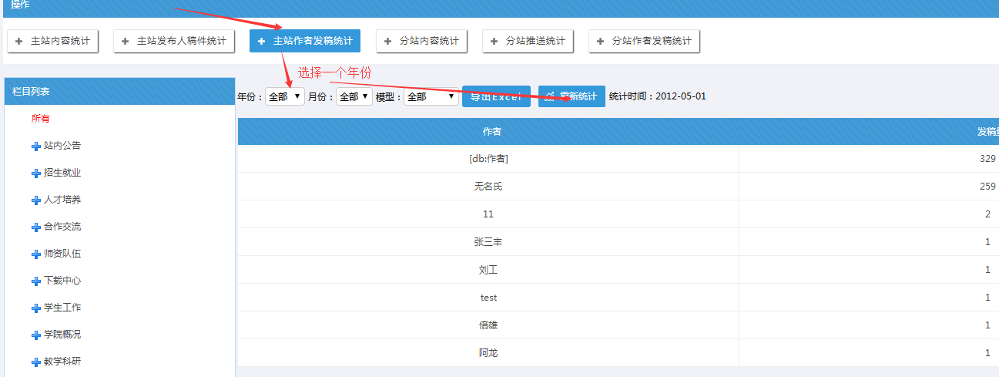 操作
主站内容统计 主站发布人稿件统计 主站作者发稿统计 分站内容统计 分站推送统计 分站作者发稿统计
选择一个年份
栏目列表
年份：全部 月份：全部 模型：全部 导出Excel 更新统计 统计时间：2012-05-01
所有
作者 发稿
站内公告
[db:作者] 329
招生就业
无名氏 259
人才培养
11 2
合作交流
张三丰 1
师资队伍
刘工 1
下载中心
test 1
学生工作
倍雄 1
学院概况
阿龙 1
教学科研